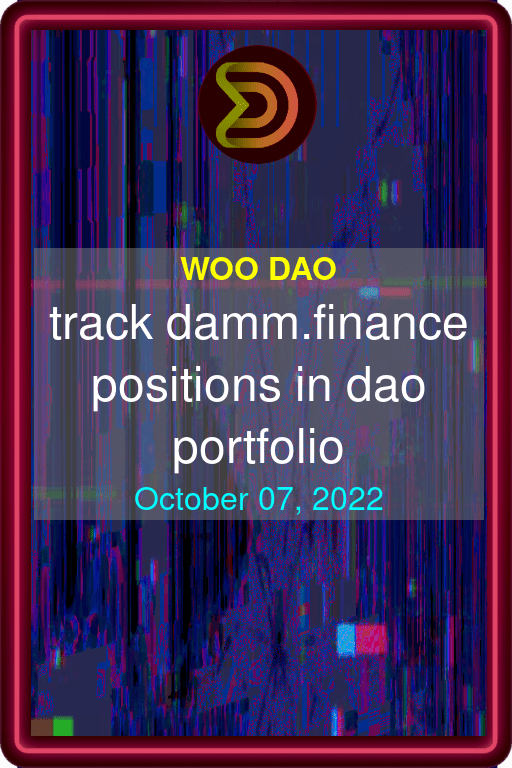 WOO DAO
track damm.finance
positions in dao
portfolio
October 07, 2022